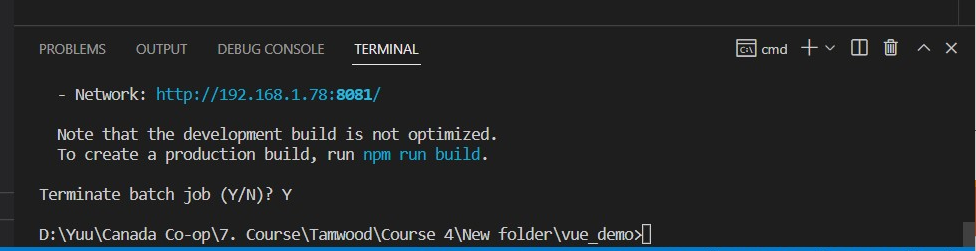 PROBLEMS OUTPUT DEBUG CONSOLE TERMINAL cmd
- Network: http://192.168.1.78:8081/
Note that the development build is not optimized.
To create a production build, run npm run build.
Terminate batch job (Y/N)? Y
D:\Yuu\Canada Co-op\7. Course\Tamwood\Course 4\New folder\vue_demo>